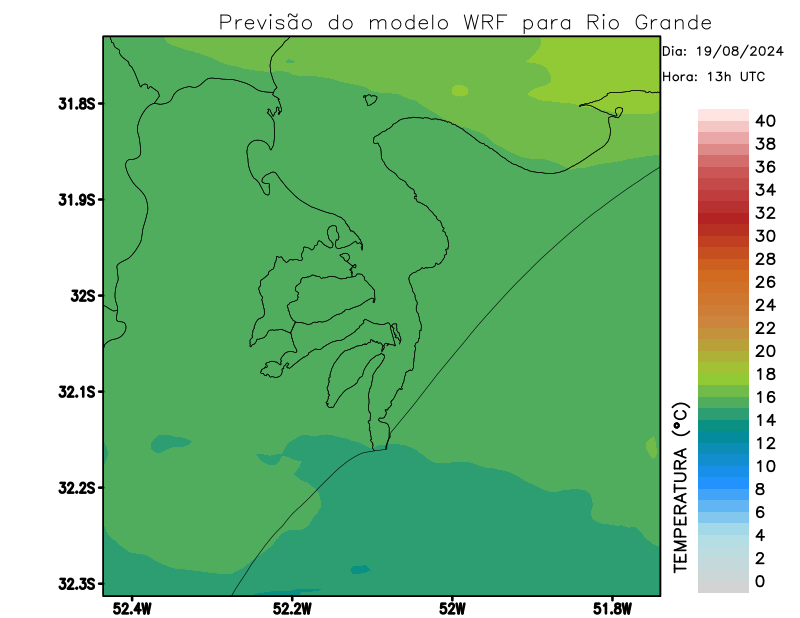 Previsão do modelo WRF para Rio Grande
Dia: 19/08/2024
Hora: 13h UTC
31.8S
31.9S
32S
32.1S
32.2S
32.3S
52.4W
52.2W
52W
51.8W
TEMPERATURA (ºC)
40
38
36
34
32
30
28
26
24
22
20
18
16
14
12
10
8
6
4
2
0